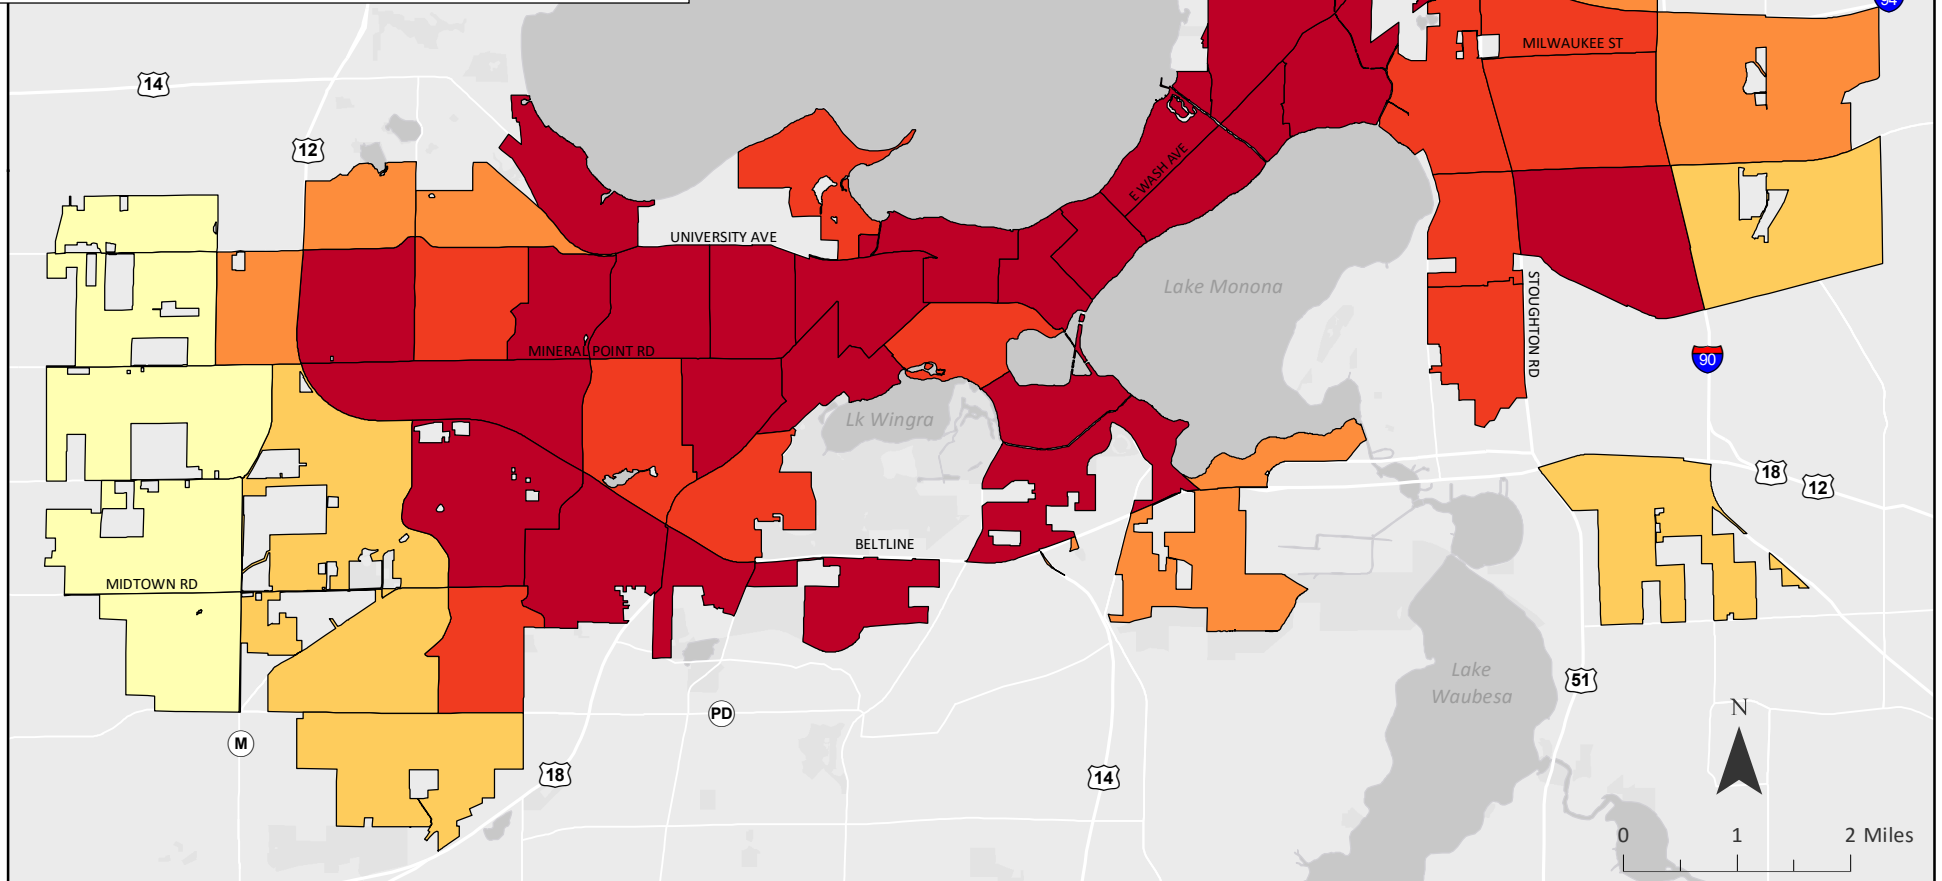 94
MILWAUKEE ST
14
12
E WASH AVE
UNIVERSITY AVE
Lake Monona
STOUGHTON RD
MINERAL POINT RD
90
Lk Wingra
18
12
BELTLINE
MIDTOWN RD
Lake
Waubesa
51
PD
M
N
18
14
0 1 2 Miles